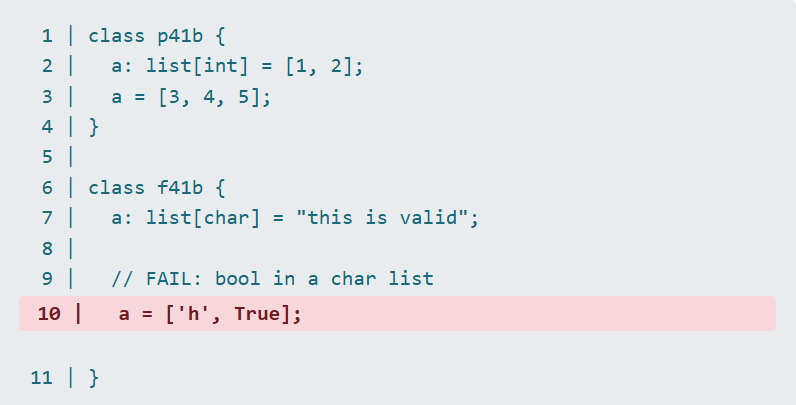 1 | class p41b {
2 |   a: list[int] = [1, 2];
3 |   a = [3, 4, 5];
4 | }
5 |
6 | class f41b {
7 |   a: list[char] = "this is valid";
8 |
9 |   // FAIL: bool in a char list
10 |   a = ['h', True];
11 | }